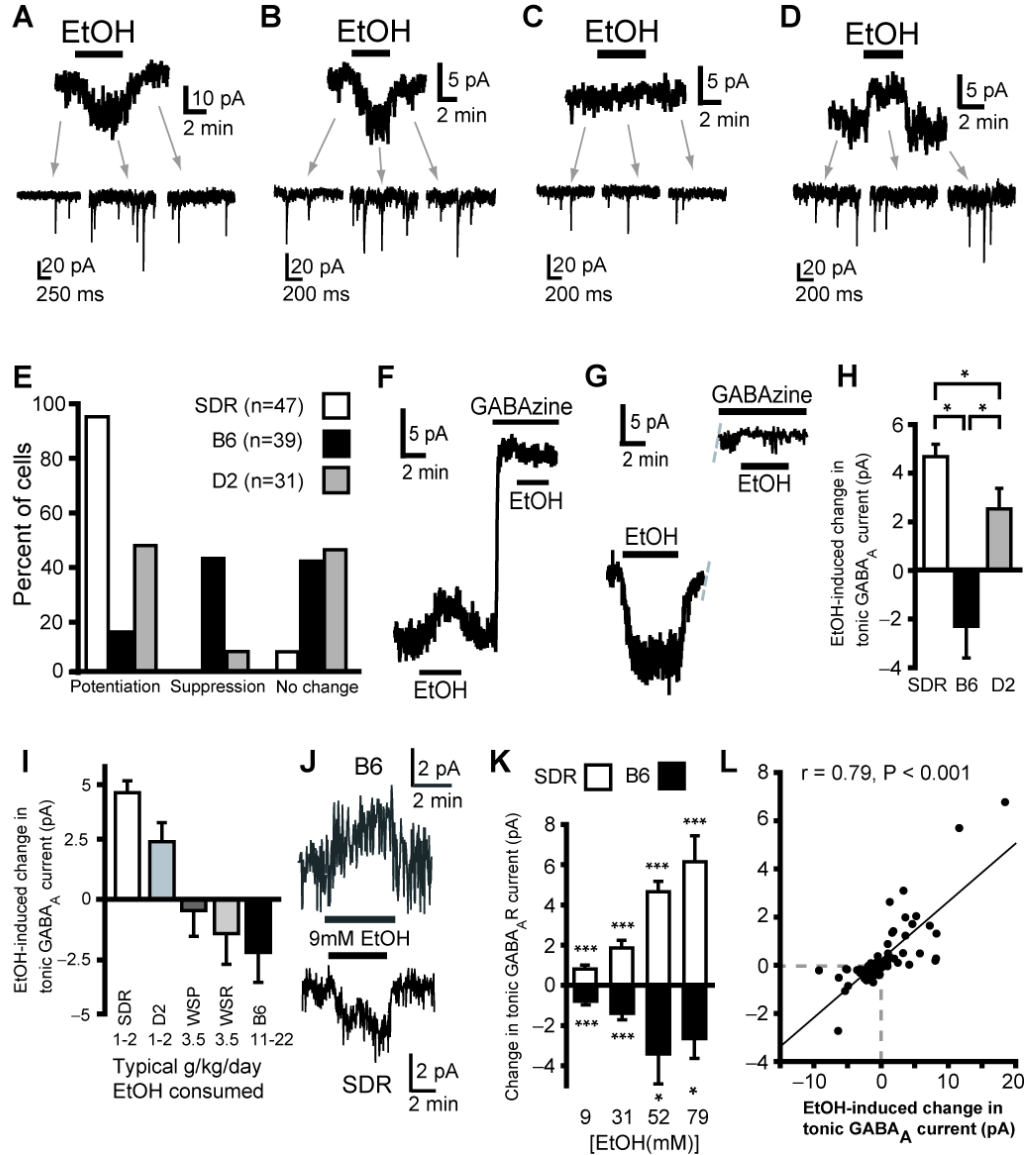 A
EtOH
10 pA
2 min
20 pA
250 ms
B
EtOH
5 pA
2 min
20 pA
200 ms
C
EtOH
5 pA
2 min
20 pA
200 ms
D
EtOH
5 pA
2 min
20 pA
200 ms
E
Percent of cells
100
80
60
40
20
0
SDR (n=47)
B6 (n=39)
D2 (n=31)
Potentiation
Suppression
No change
F
5 pA
2 min
GABAzine
EtOH
EtOH
G
5 pA
2 min
GABAzine
EtOH
EtOH
H
EtOH-induced change in
tonic GABAA current (pA)
6
4
2
0
−2
−4
*
* *
SDR B6 D2
I
EtOH-induced change in
tonic GABAA current (pA)
5
2.5
0
−2.5
−5
SDR D2 WSP WSR B6
1-2 1-2 3.5 3.5 11-22
Typical g/kg/day
EtOH consumed
J
B6
2 pA
2 min
9mM EtOH
SDR
2 pA
2 min
K
SDR B6
Change in tonic GABAAR current (pA)
8
6
4
2
0
−2
−4
*** *** *** ***
*** *** * *
9 31 52 79
[EtOH(mM)]
L
r = 0.79, P < 0.001
8
6
4
2
0
−2
−4
−10 0 10 20
EtOH-induced change in
tonic GABAA current (pA)